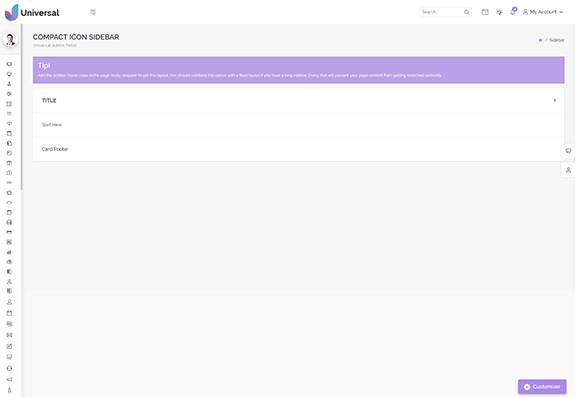 Universal
Search
My Account
COMPACT ICON SIDEBAR
Universal Admin Panel
/ Sidebar
Tip!
Add the sidebar-hover class to the page body wrapper to get this layout. You should combine this option with a fixed layout if you have a long sidebar. Doing that will prevent your page content from getting stretched vertically.
TITLE
Start Here
Card Footer
Customizer